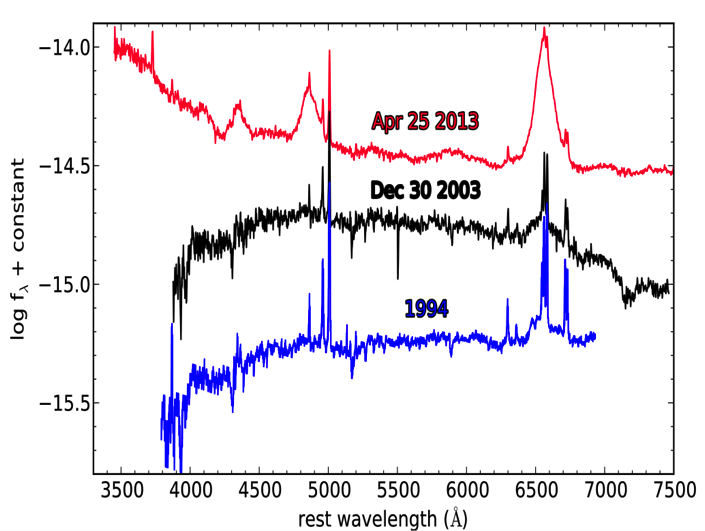 −14.0
−14.5
−15.0
−15.5
log f_λ + constant
Apr 25 2013
Dec 30 2003
1994
3500 4000 4500 5000 5500 6000 6500 7000 7500
rest wavelength (Å)